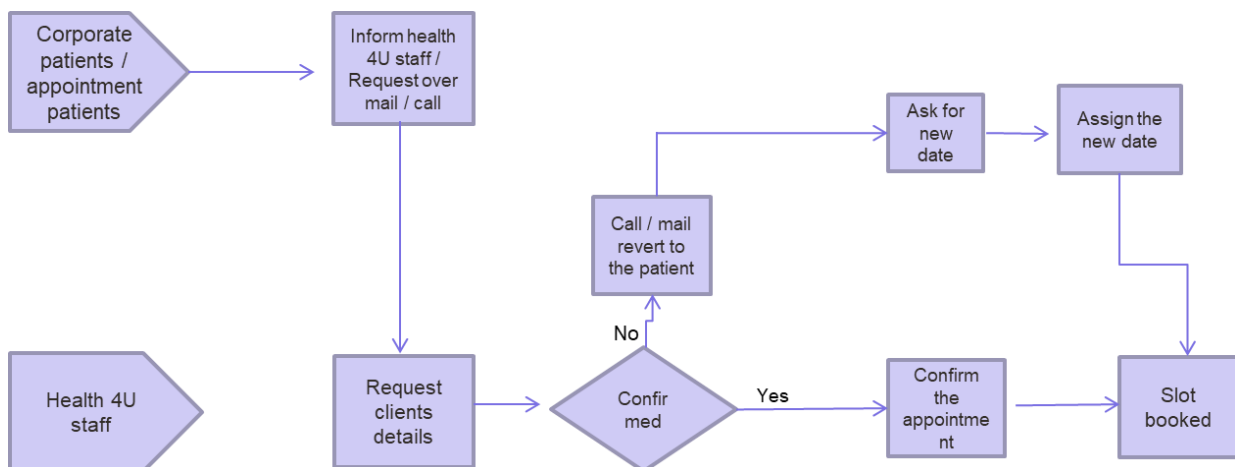 Corporate
patients /
appointment
patients
Inform health
4U staff /
Request over
mail / call
Ask for
new
date
Assign the
new date
Call / mail
revert to
the patient
No
Health 4U
staff
Request
clients
details
Confir
med
Yes
Confirm
the
appointme
nt
Slot
booked